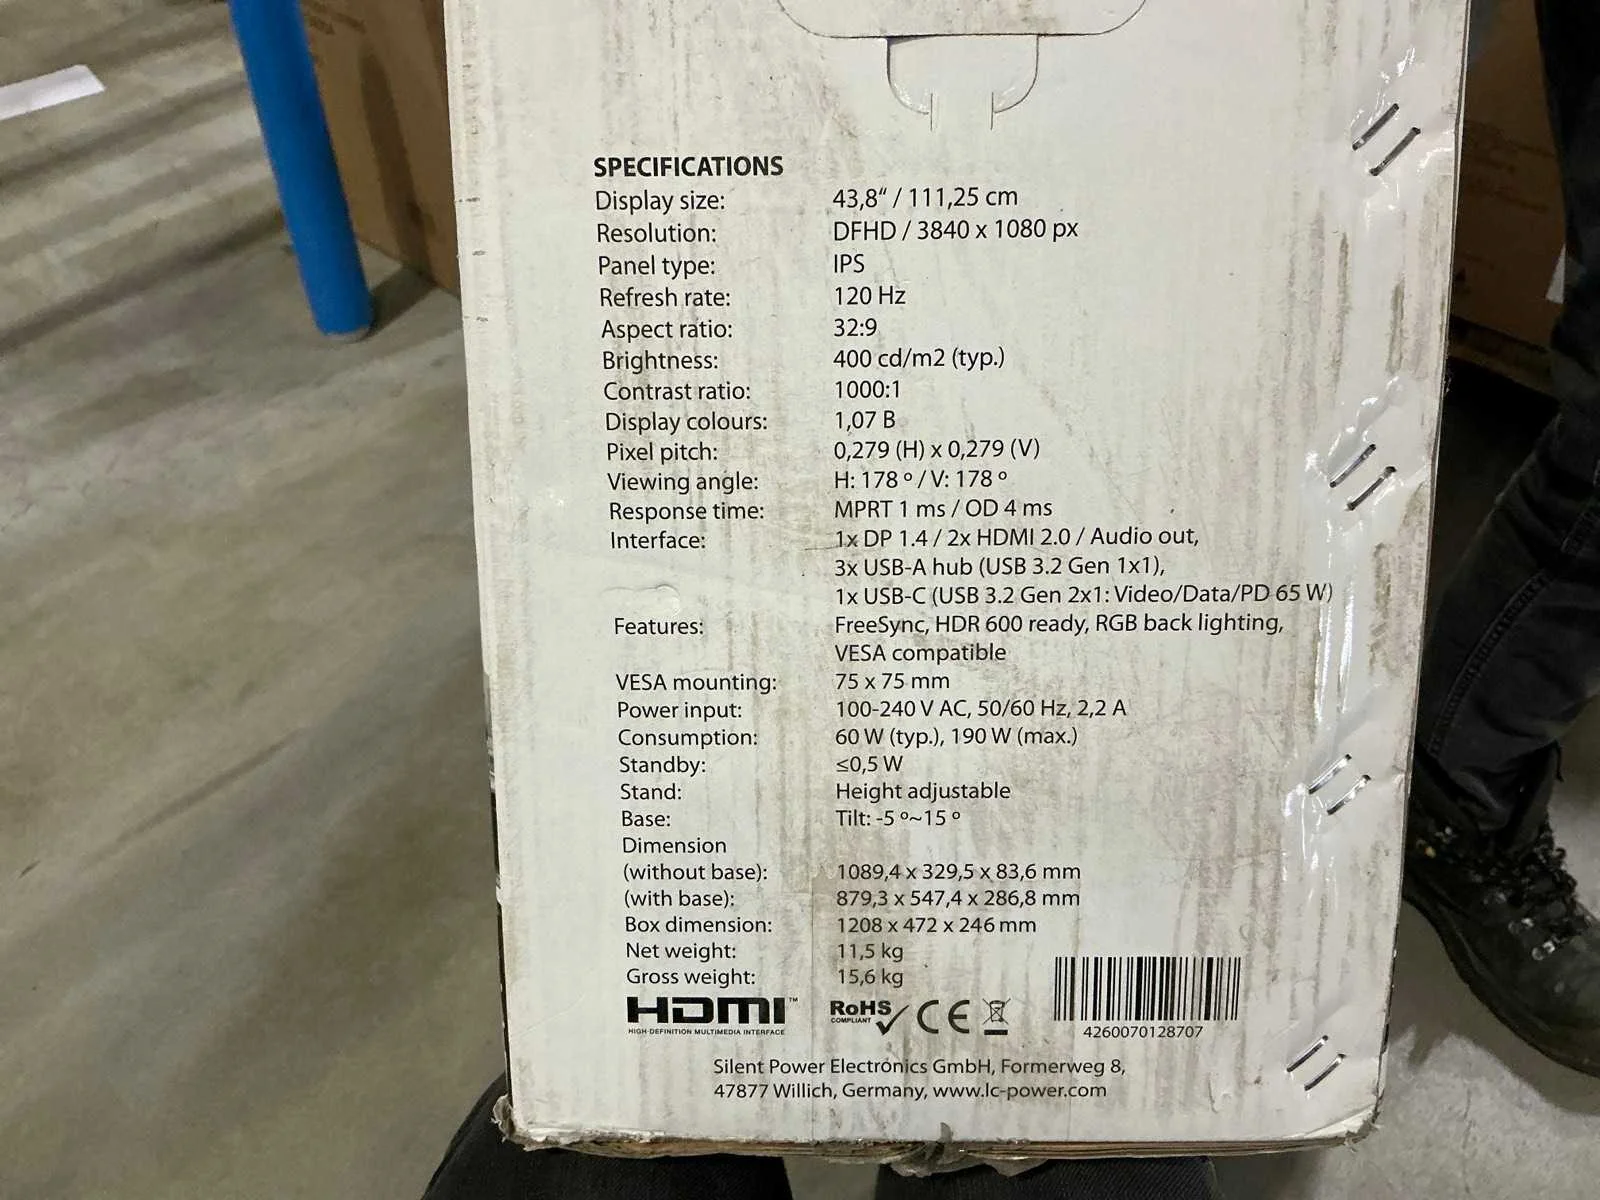 SPECIFICATIONS
Display size: 43,8“ / 111,25 cm
Resolution: DFHD / 3840 x 1080 px
Panel type: IPS
Refresh rate: 120 Hz
Aspect ratio: 32:9
Brightness: 400 cd/m2 (typ.)
Contrast ratio: 1000:1
Display colours: 1,07 B
Pixel pitch: 0,279 (H) x 0,279 (V)
Viewing angle: H: 178 º / V: 178 º
Response time: MPRT 1 ms / OD 4 ms
Interface: 1x DP 1.4 / 2x HDMI 2.0 / Audio out,
3x USB-A hub (USB 3.2 Gen 1x1),
1x USB-C (USB 3.2 Gen 2x1: Video/Data/PD 65 W)
Features: FreeSync, HDR 600 ready, RGB back lighting,
VESA compatible
VESA mounting: 75 x 75 mm
Power input: 100-240 V AC, 50/60 Hz, 2,2 A
Consumption: 60 W (typ.), 190 W (max.)
Standby: ≤0,5 W
Stand: Height adjustable
Base: Tilt: -5 º~15 º
Dimension
(without base): 1089,4 x 329,5 x 83,6 mm
(with base): 879,3 x 547,4 x 286,8 mm
Box dimension: 1208 x 472 x 246 mm
Net weight: 11,5 kg
Gross weight: 15,6 kg
HDMI™ RoHS CE
HIGH-DEFINITION MULTIMEDIA INTERFACE COMPLIANT
4260070128707
Silent Power Electronics GmbH, Formerweg 8,
47877 Willich, Germany, www.lc-power.com